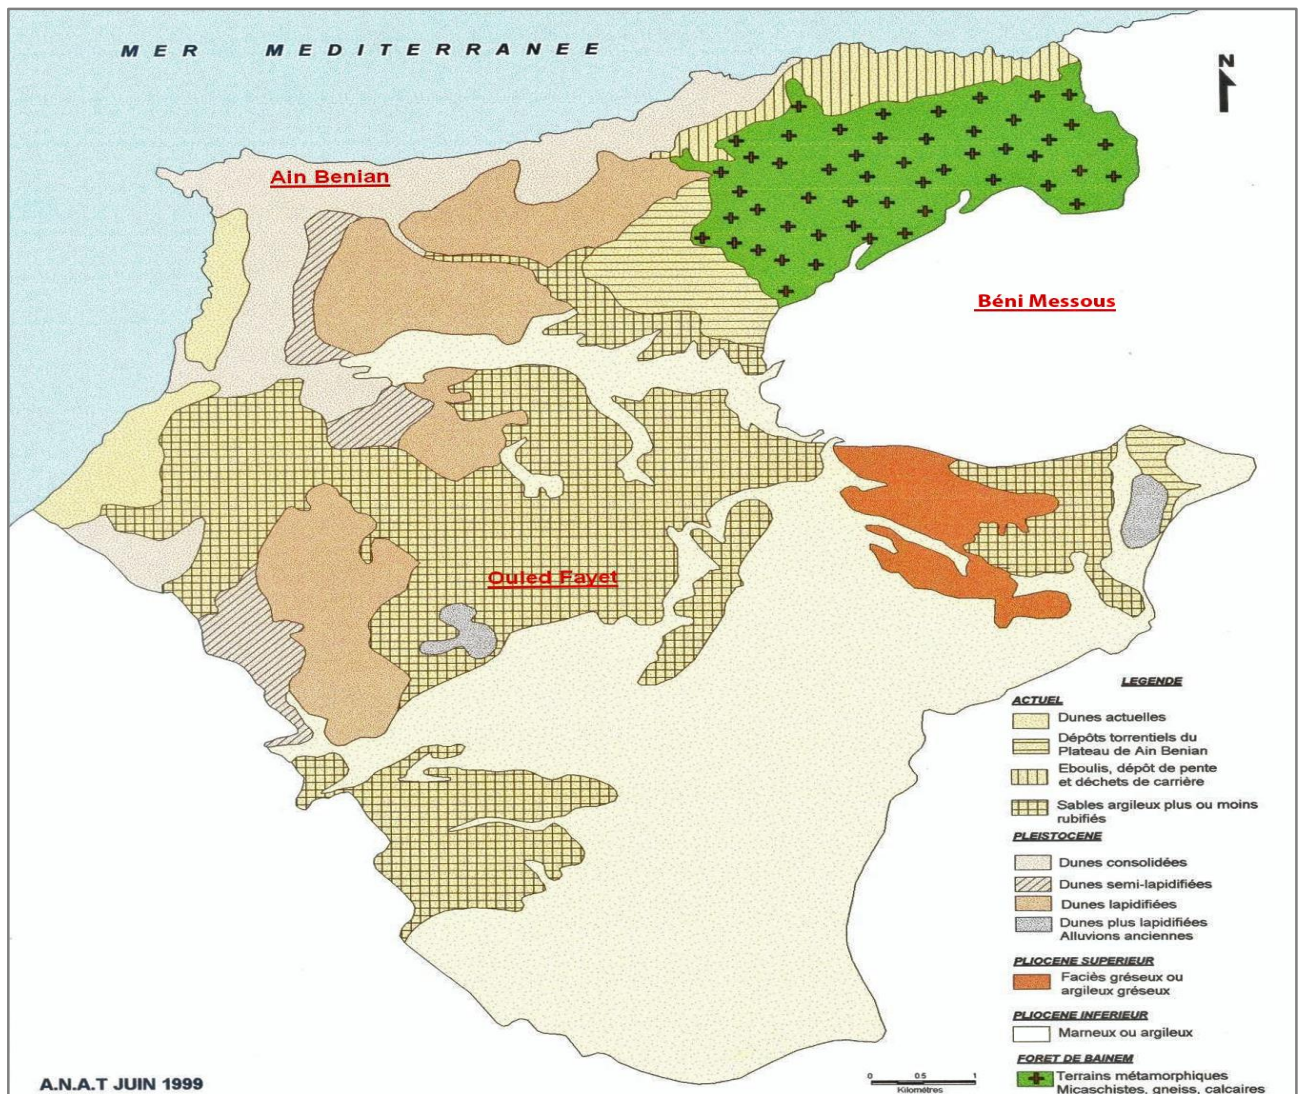 MER MEDITERRANEE
N
Ain Benian
Béni Messous
Ouled Fayet
LEGENDE
ACTUEL
Dunes actuelles
Dépôts torrentiels du
Plateau de Ain Benian
Eboulis, dépôt de pente
et déchets de carrière
Sables argileux plus ou moins
rubifiés
PLEISTOCENE
Dunes consolidées
Dunes semi-lapidifiées
Dunes lapidifiées
Dunes plus lapidifiées
Alluvions anciennes
PLIOCENE SUPERIEUR
Faciès gréseux ou
argileux gréseux
PLIOCENE INFERIEUR
Marneux ou argileux
FORET DE BAINEM
Terrains métamorphiques
Micaschistes, gneiss, calcaires
0 0.5 1
Kilométres
A.N.A.T JUIN 1999